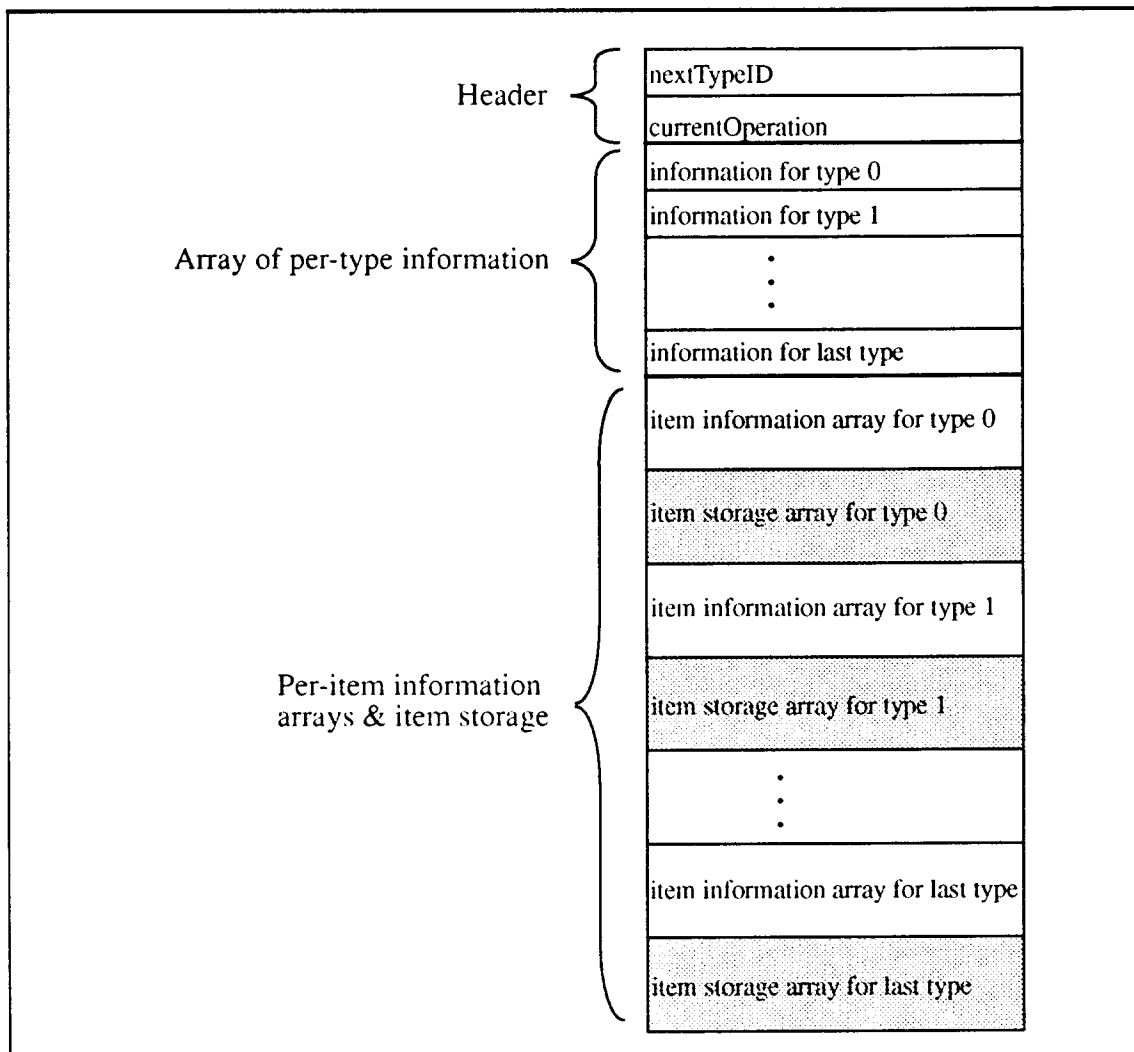 Header
nextTypeID
currentOperation
Array of per-type information
information for type 0
information for type 1
information for last type
Per-item information
arrays & item storage
item information array for type 0
item storage array for type 0
item information array for type 1
item storage array for type 1
item information array for last type
item storage array for last type